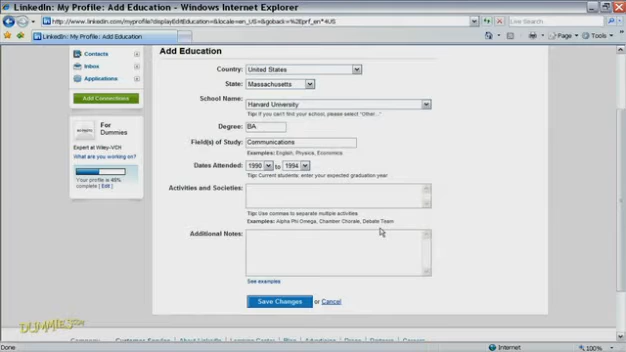 LinkedIn: My Profile: Add Education - Windows Internet Explorer
LinkedIn: My Profile: Add Education
Page
Tools
Contacts
Inbox
Applications
Add Connections
For
Dummies
Expert at Wiley-VCH
What are you working on?
Your profile is 40%
complete [ Edit ]
Add Education
Country: United States
State: Massachusetts
School Name:
Harvard University
Tip: If you can't find your school, please select "Other..."
Degree: BA
Field(s) of Study: Communications
Examples: English, Physics, Economics
Dates Attended: 1990 to 1994
Tip: Current students: enter your expected graduation year
Activities and Societies:
Tip: Use commas to separate multiple activities
Examples: Alpha Phi Omega, Chamber Chorale, Debate Team
Additional Notes:
See examples
Save Changes or Cancel
DUMMIES.COM
Done
Internet
100%